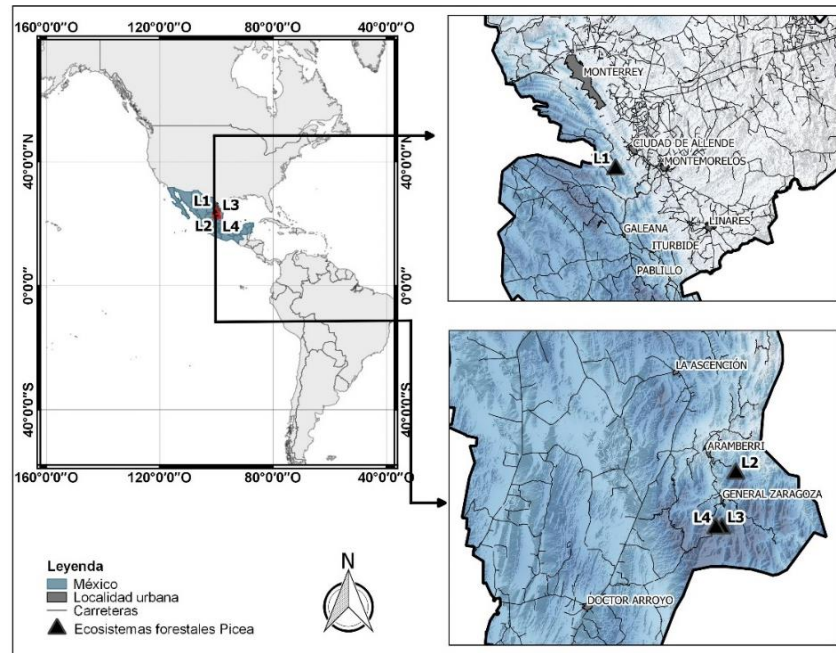 160°0'0"O 120°0'0"O 80°0'0"O 40°0'0"O
40°0'0"N
0°0'0"
40°0'0"S
40°0'0"N
0°0'0"
40°0'0"S
L1 L3
L2 L4
160°0'0"O 120°0'0"O 80°0'0"O 40°0'0"O
Leyenda
México
Localidad urbana
Carreteras
Ecosistemas forestales Picea
N
MONTERREY
CIUDAD DE ALLENDE
L1
MONTEMORELOS
LINARES
GALEANA
ITURBIDE
PABLILLO
LA ASCENCIÓN
ARAMBERRI
L2
GENERAL ZARAGOZA
L4 L3
DOCTOR ARROYO